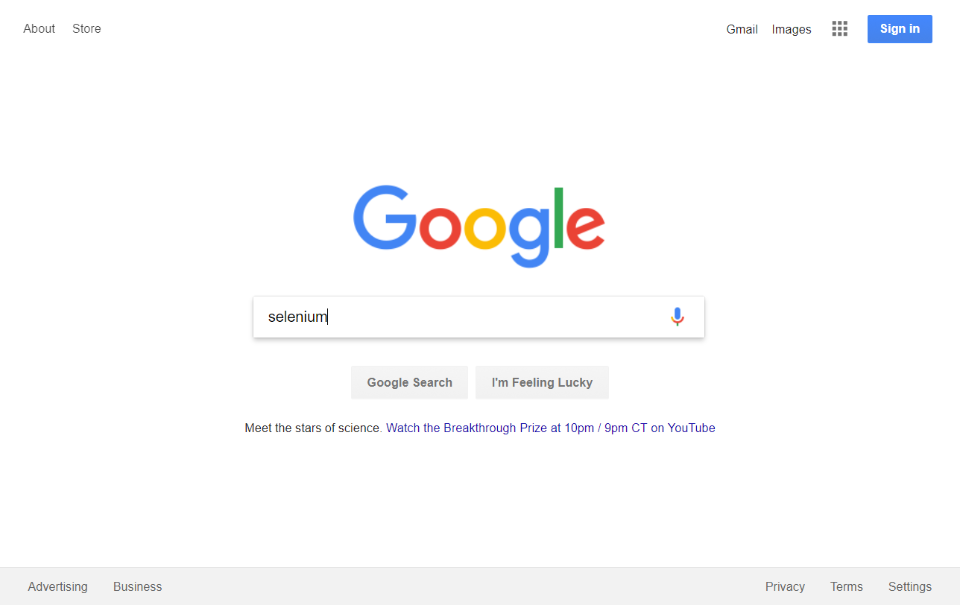 About Store Gmail Images Sign in
Google
selenium
Google Search I'm Feeling Lucky
Meet the stars of science. Watch the Breakthrough Prize at 10pm / 9pm CT on YouTube
Advertising Business Privacy Terms Settings